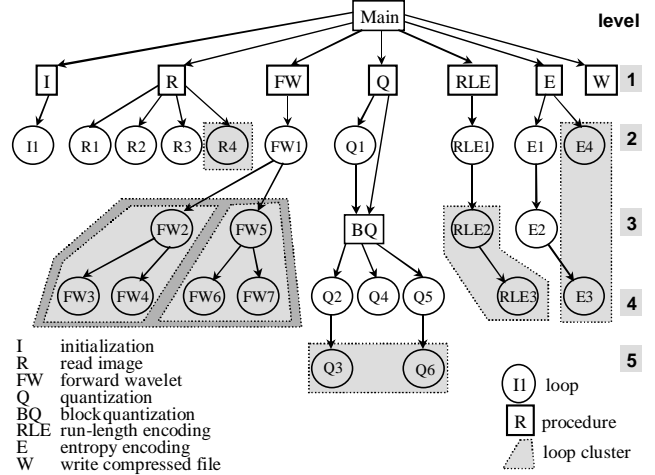 Main
level
I R FW Q RLE E W 1
I1 R1 R2 R3 R4 FW1 Q1 RLE1 E1 E4 2
FW2 FW5 BQ RLE2 E2 3
FW3 FW4 FW6 FW7 Q2 Q4 Q5 RLE3 E3 4
Q3 Q6 5
I initialization
R read image
FW forward wavelet
Q quantization
BQ blockquantization
RLE run-length encoding
E entropy encoding
W write compressed file
I1 loop
R procedure
loop cluster